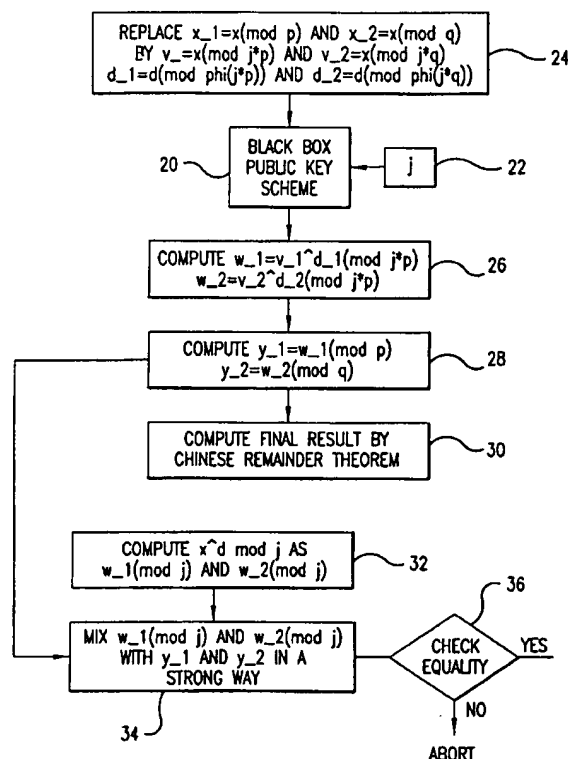 REPLACE x_1=x(mod p) AND x_2=x(mod q)
BY v_=x(mod j*p) AND v_2=x(mod j*q)
d_1=d(mod phi(j*p)) AND d_2=d(mod phi(j*q))
24
BLACK BOX
PUBLIC KEY
SCHEME
20
j
22
COMPUTE w_1=v_1^d_1(mod j*p)
w_2=v_2^d_2(mod j*p)
26
COMPUTE y_1=w_1(mod p)
y_2=w_2(mod q)
28
COMPUTE FINAL RESULT BY
CHINESE REMAINDER THEOREM
30
COMPUTE x^d mod j AS
w_1(mod j) AND w_2(mod j)
32
MIX w_1(mod j) AND w_2(mod j)
WITH y_1 AND y_2 IN A
STRONG WAY
34
36
CHECK
EQUALITY
YES
NO
ABORT